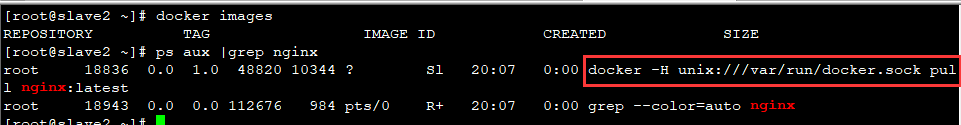 [root@slave2 ~]# docker images
REPOSITORY TAG IMAGE ID CREATED SIZE
[root@slave2 ~]# ps aux |grep nginx
root 18836 0.0 1.0 48820 10344 ? Sl 20:07 0:00 docker -H unix:///var/run/docker.sock pul
l nginx:latest
root 18943 0.0 0.0 112676 984 pts/0 R+ 20:07 0:00 grep --color=auto nginx
[root@slave2 ~]#